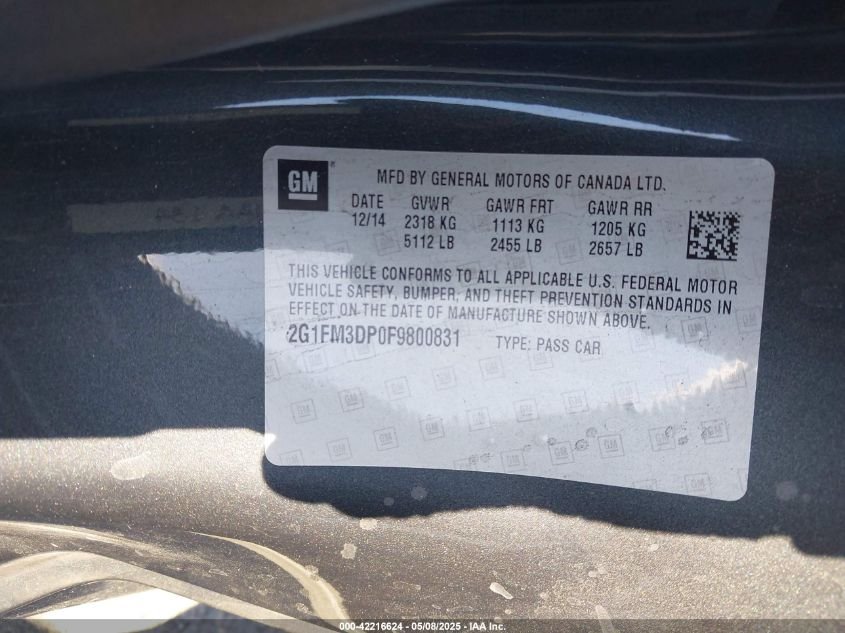 GM
MFD BY GENERAL MOTORS OF CANADA LTD.
DATE GVWR GAWR FRT GAWR RR
12/14 2318 KG 1113 KG 1205 KG
5112 LB 2455 LB 2657 LB
THIS VEHICLE CONFORMS TO ALL APPLICABLE U.S. FEDERAL MOTOR
VEHICLE SAFETY, BUMPER, AND THEFT PREVENTION STANDARDS IN
EFFECT ON THE DATE OF MANUFACTURE SHOWN ABOVE.
2G1FM3DP0F9800831 TYPE: PASS CAR
000-42216624 - 05/08/2025 - IAA Inc.